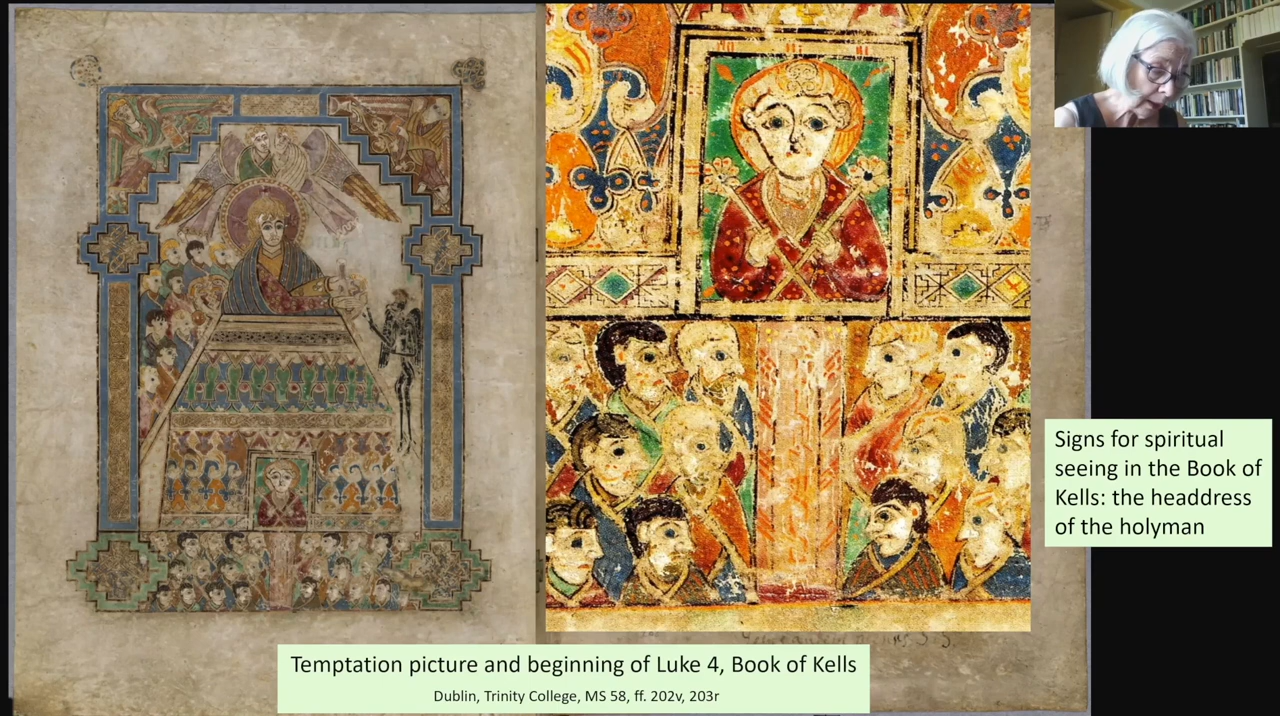 Signs for spiritual
seeing in the Book of
Kells: the headdress
of the holyman
Temptation picture and beginning of Luke 4, Book of Kells
Dublin, Trinity College, MS 58, ff. 202v, 203r